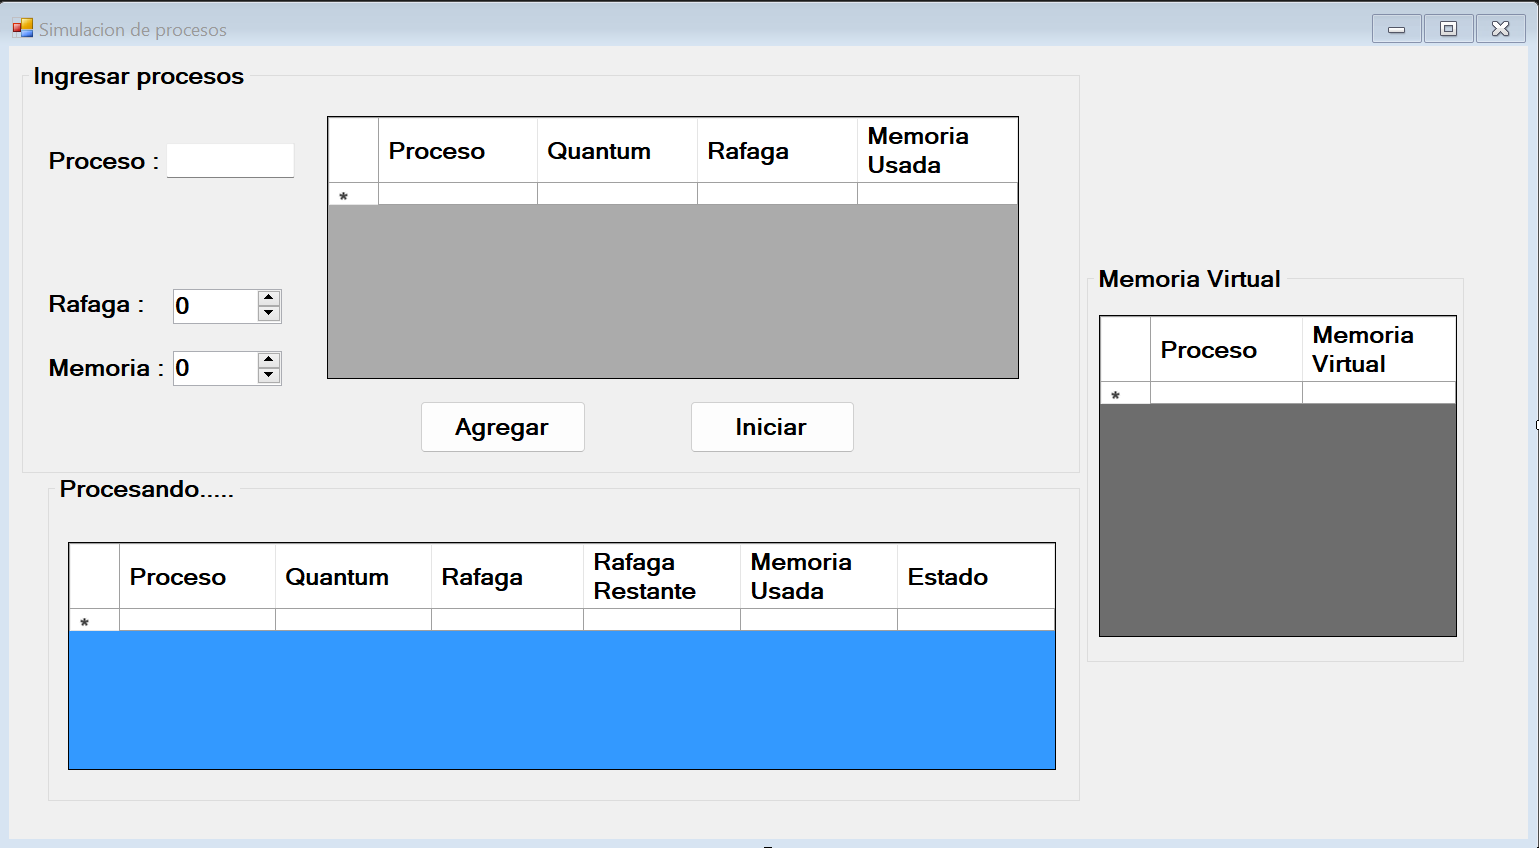 Simulacion de procesos
Ingresar procesos
Proceso :
Rafaga : 0
Memoria : 0
Proceso Quantum Rafaga Memoria Usada
*
Agregar Iniciar
Procesando.....
Proceso Quantum Rafaga Rafaga Restante Memoria Usada Estado
*
Memoria Virtual
Proceso Memoria Virtual
*